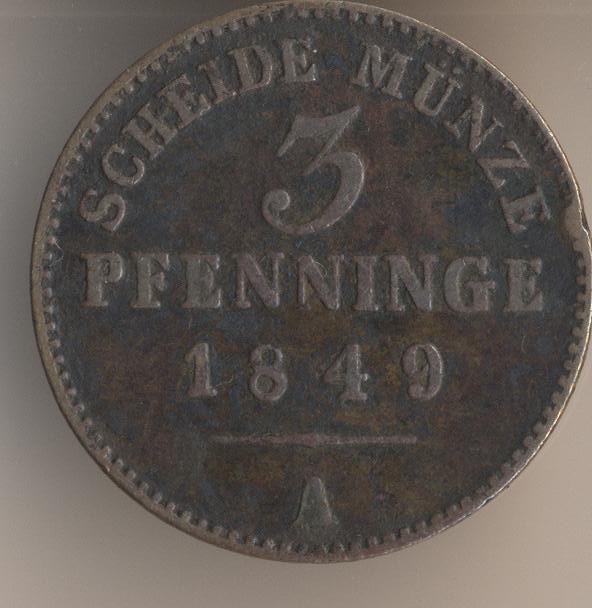 SCHEIDE MÜNZE
3
PFENNINGE
1849
A